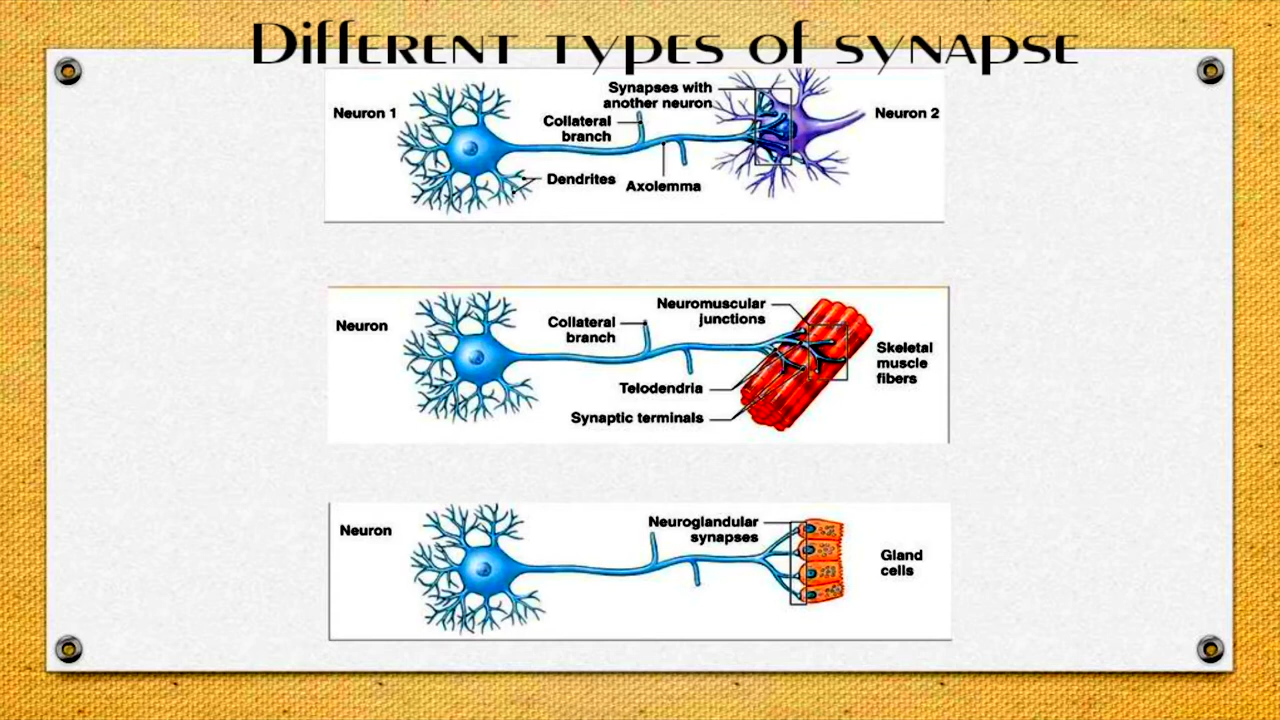 Different types of synapse
Synapses with
another neuron
Neuron 1
Neuron 2
Collateral
branch
Dendrites
Axolemma
Neuromuscular
junctions
Neuron
Collateral
branch
Skeletal
muscle
fibers
Telodendria
Synaptic terminals
Neuroglandular
synapses
Neuron
Gland
cells